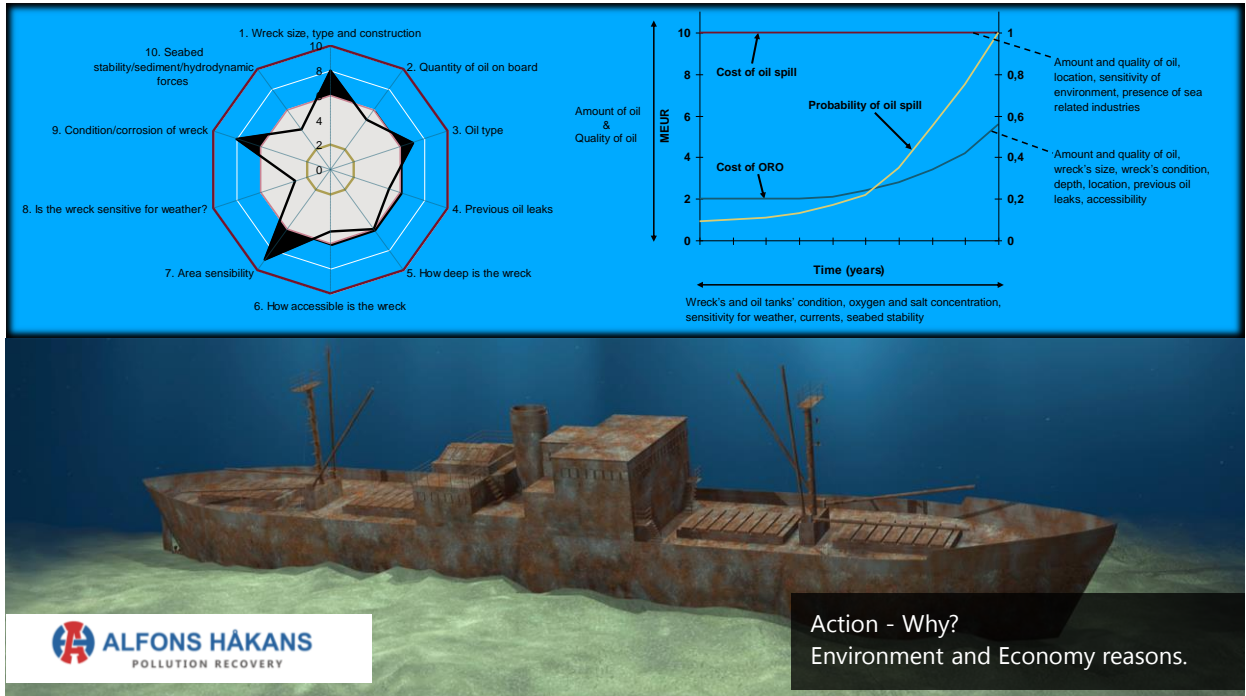 1. Wreck size, type and construction
10
8
6
4
2
0
2. Quantity of oil on board
3. Oil type
4. Previous oil leaks
5. How deep is the wreck
6. How accessible is the wreck
7. Area sensibility
8. Is the wreck sensitive for weather?
9. Condition/corrosion of wreck
10. Seabed
stability/sediment/hydrodynamic
forces
Amount of oil
&
Quality of oil
MEUR
10
8
6
4
2
0
Cost of oil spill
Probability of oil spill
Cost of ORO
1
0,8
0,6
0,4
0,2
0
Amount and quality of oil,
location, sensitivity of
environment, presence of sea
related industries
Amount and quality of oil,
wreck's size, wreck's condition,
depth, location, previous oil
leaks, accessibility
Time (years)
Wreck's and oil tanks' condition, oxygen and salt concentration,
sensitivity for weather, currents, seabed stability
ALFONS HÅKANS
POLLUTION RECOVERY
Action - Why?
Environment and Economy reasons.